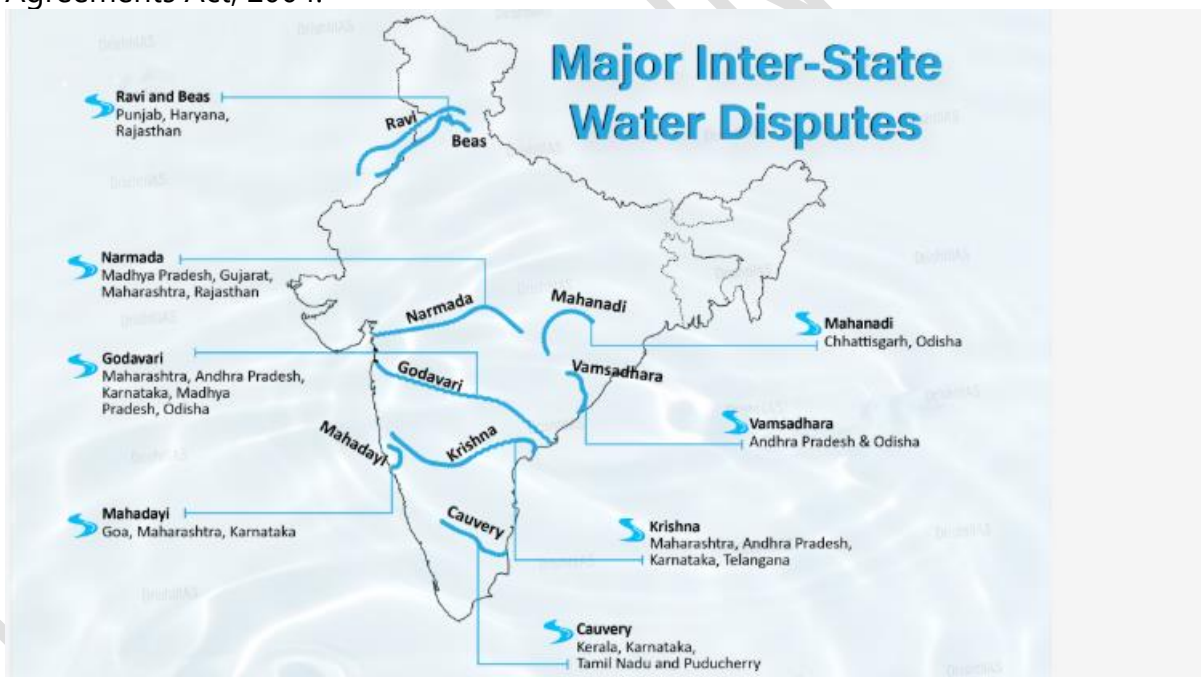 Agreements Act, 2004.
Major Inter-State
Water Disputes
Ravi and Beas
Punjab, Haryana,
Rajasthan
Ravi
Beas
Narmada
Madhya Pradesh, Gujarat,
Maharashtra, Rajasthan
Narmada
Mahanadi
Mahanadi
Chhattisgarh, Odisha
Godavari
Maharashtra, Andhra Pradesh,
Karnataka, Madhya
Pradesh, Odisha
Godavari
Vamsadhara
Vamsadhara
Andhra Pradesh & Odisha
Mahadayi
Krishna
Mahadayi
Goa, Maharashtra, Karnataka
Cauvery
Krishna
Maharashtra, Andhra Pradesh,
Karnataka, Telangana
Cauvery
Kerala, Karnataka,
Tamil Nadu and Puducherry